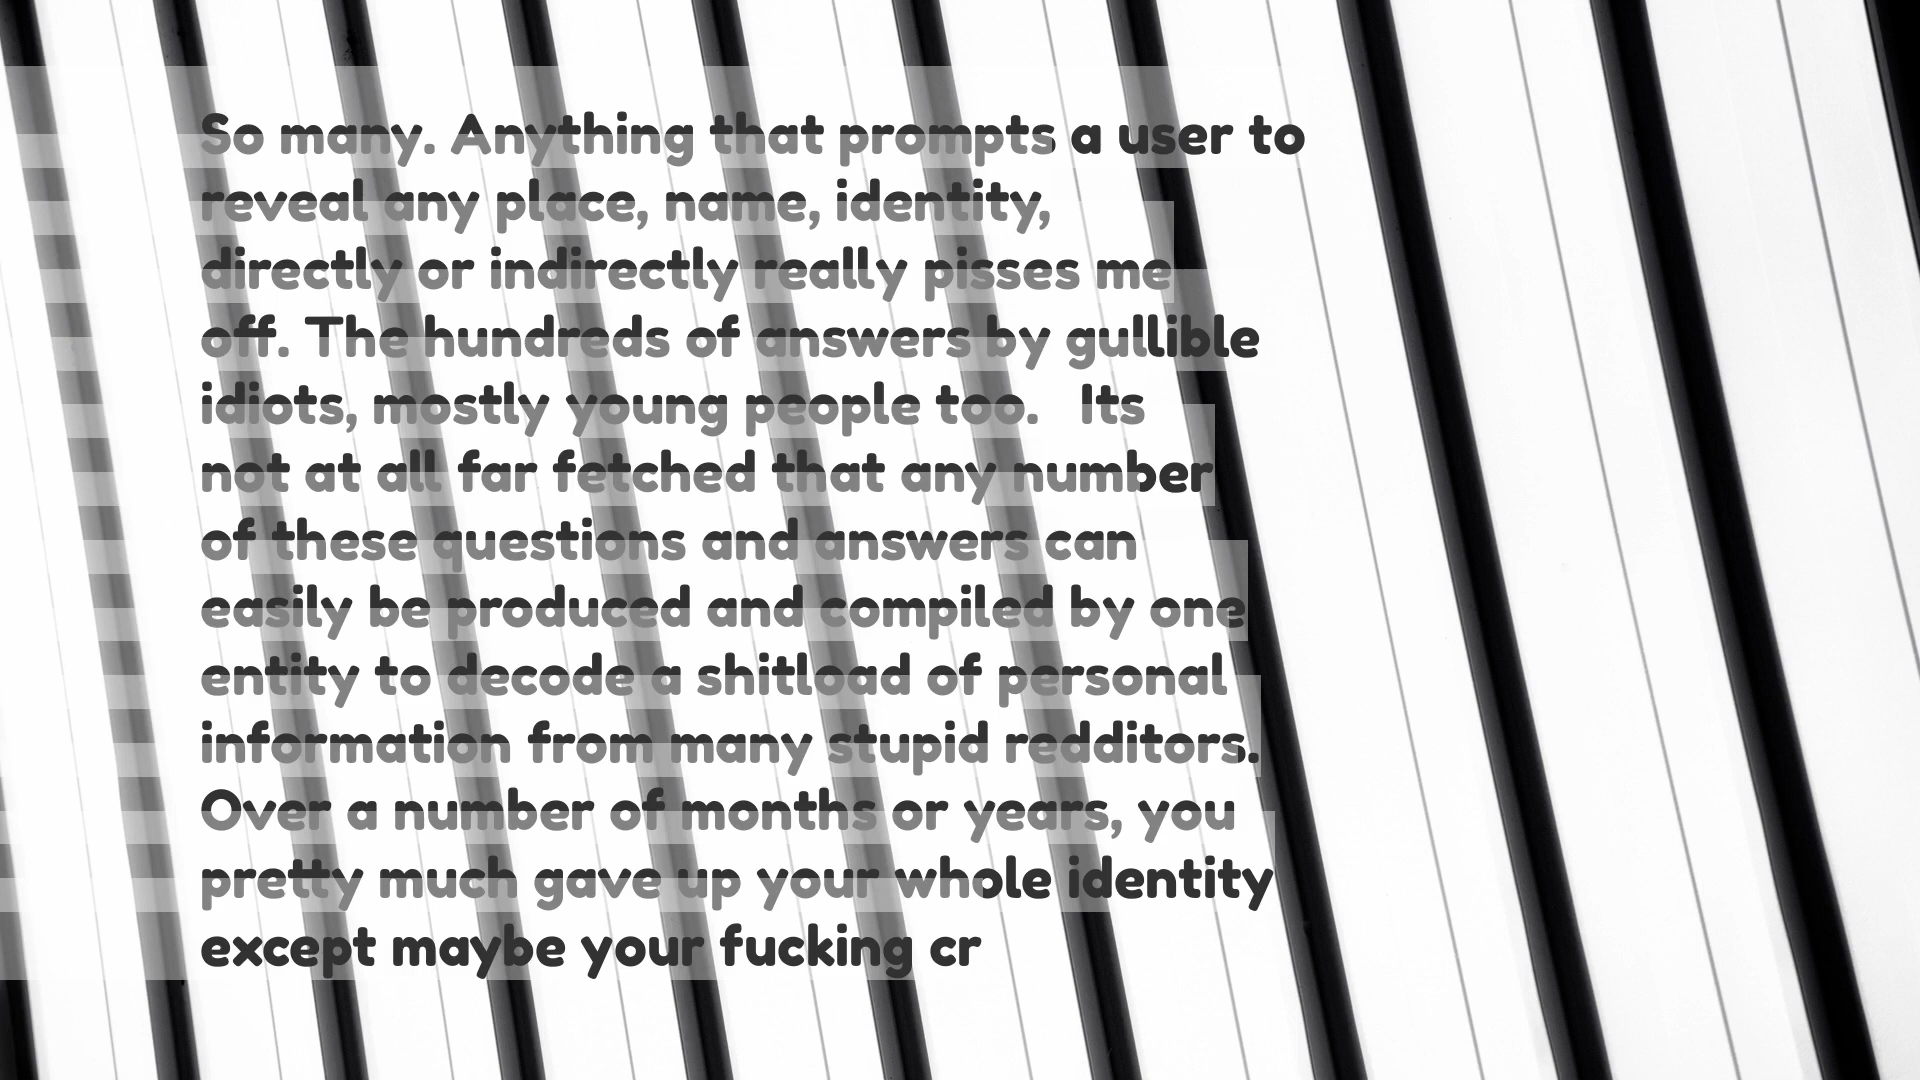 So many. Anything that prompts a user to
reveal any place, name, identity,
directly or indirectly really pisses me
off. The hundreds of answers by gullible
idiots, mostly young people too.   Its
not at all far fetched that any number
of these questions and answers can
easily be produced and compiled by one
entity to decode a shitload of personal
information from many stupid redditors.
Over a number of months or years, you
pretty much gave up your whole identity
except maybe your fucking cr